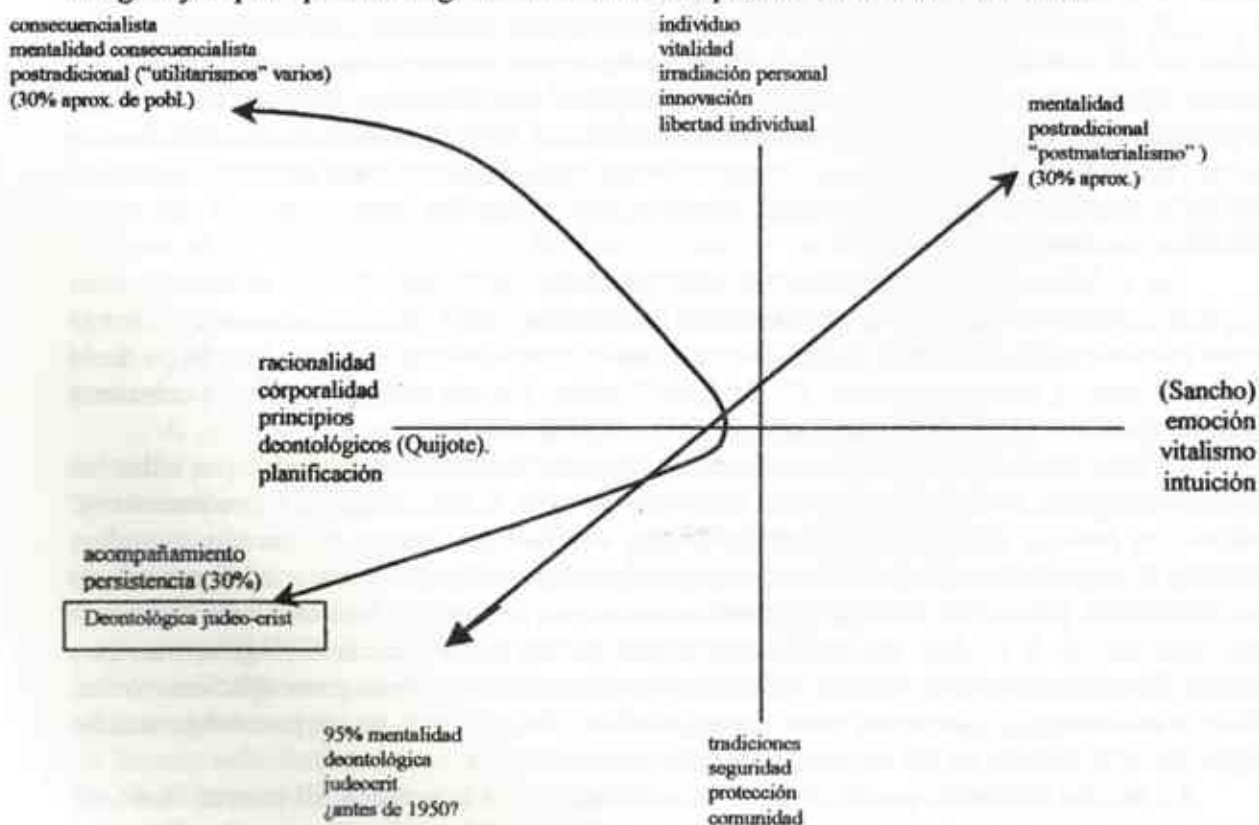 consecuencialista
mentalidad consecuencialista
postradicional ("utilitarismos" varios)
(30% aprox. de pobl.)
individuo
vitalidad
irradiación personal
innovación
libertad individual
mentalidad
postradicional
"postmaterialismo" )
(30% aprox.)
racionalidad
córporalidad
principios
deontológicos (Quijote).
planificación
(Sancho)
emoción
vitalismo
intuición
acompañamiento
persistencia (30%)
Deontológica judeo-crist
95% mentalidad
deontológica
judeocrit
¿antes de 1950?
tradiciones
seguridad
protección
comunidad